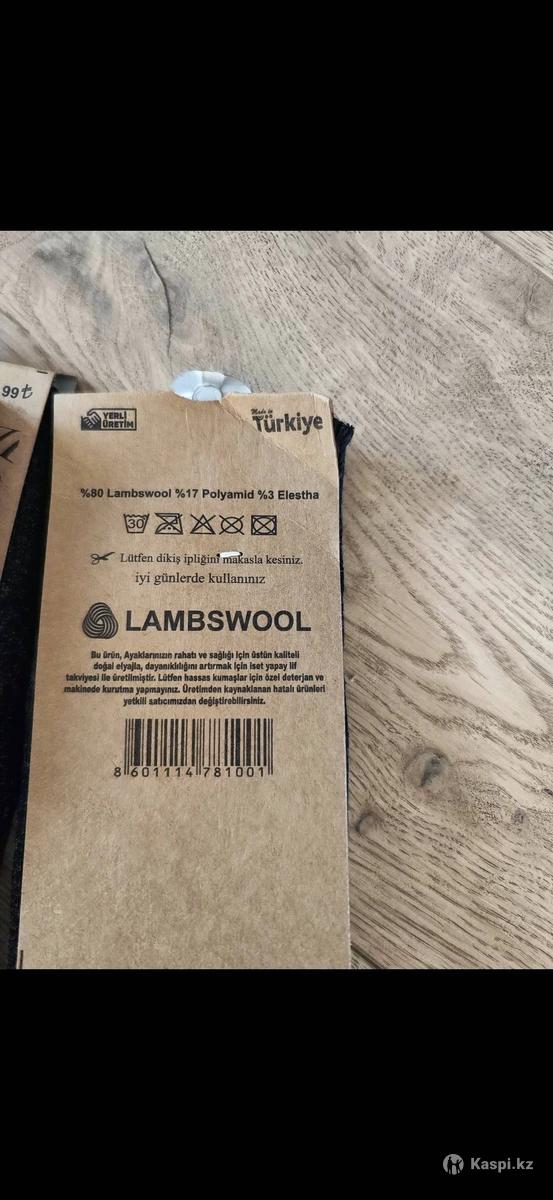 99₺
YERLİ
ÜRETİM
Made in
Türkiye
%80 Lambswool %17 Polyamid %3 Elestha
30
Lütfen dikiş ipliğini makasla kesiniz.
iyi günlerde kullanınız
LAMBSWOOL
Bu ürün, Ayaklarınızın rahatı ve sağlığı için üstün kaliteli
doğal elyajla, dayanıklılığını artırmak için iset yapay lif
takviyesi ile üretilmiştir. Lütfen hassas kumaşlar için özel deterjan ve
makinede kurutma yapmayınız. Üretimden kaynaklanan hatalı ürünleri
yetkili satıcımızdan değiştirebilirsiniz.
8 601114 781001
Kaspi.kz